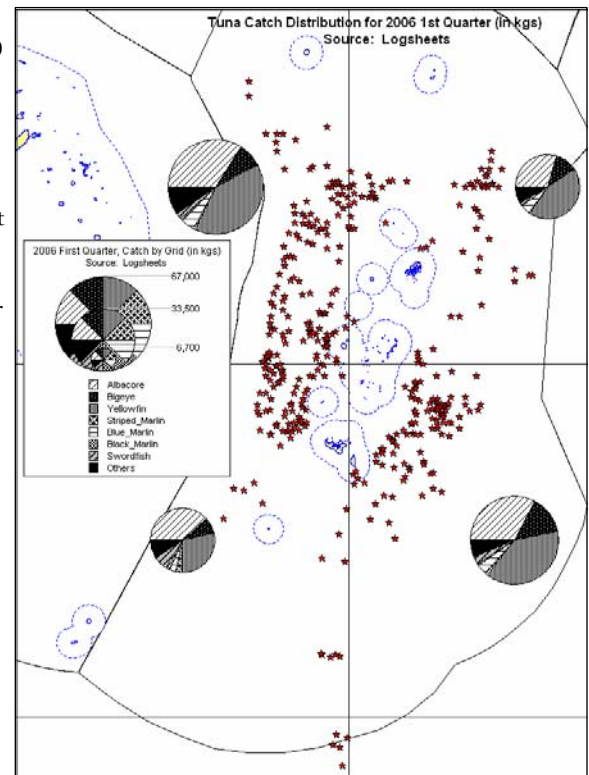 Tuna Catch Distribution for 2006 1st Quarter (in kgs)
Source: Logsheets
2006 First Quarter, Catch by Grid (in kgs)
Source: Logsheets
67,000
33,500
6,700
Albacore
Bigeye
Yellowfin
Striped_Marlin
Blue_Marlin
Black_Marlin
Swordfish
Others
)
t
r